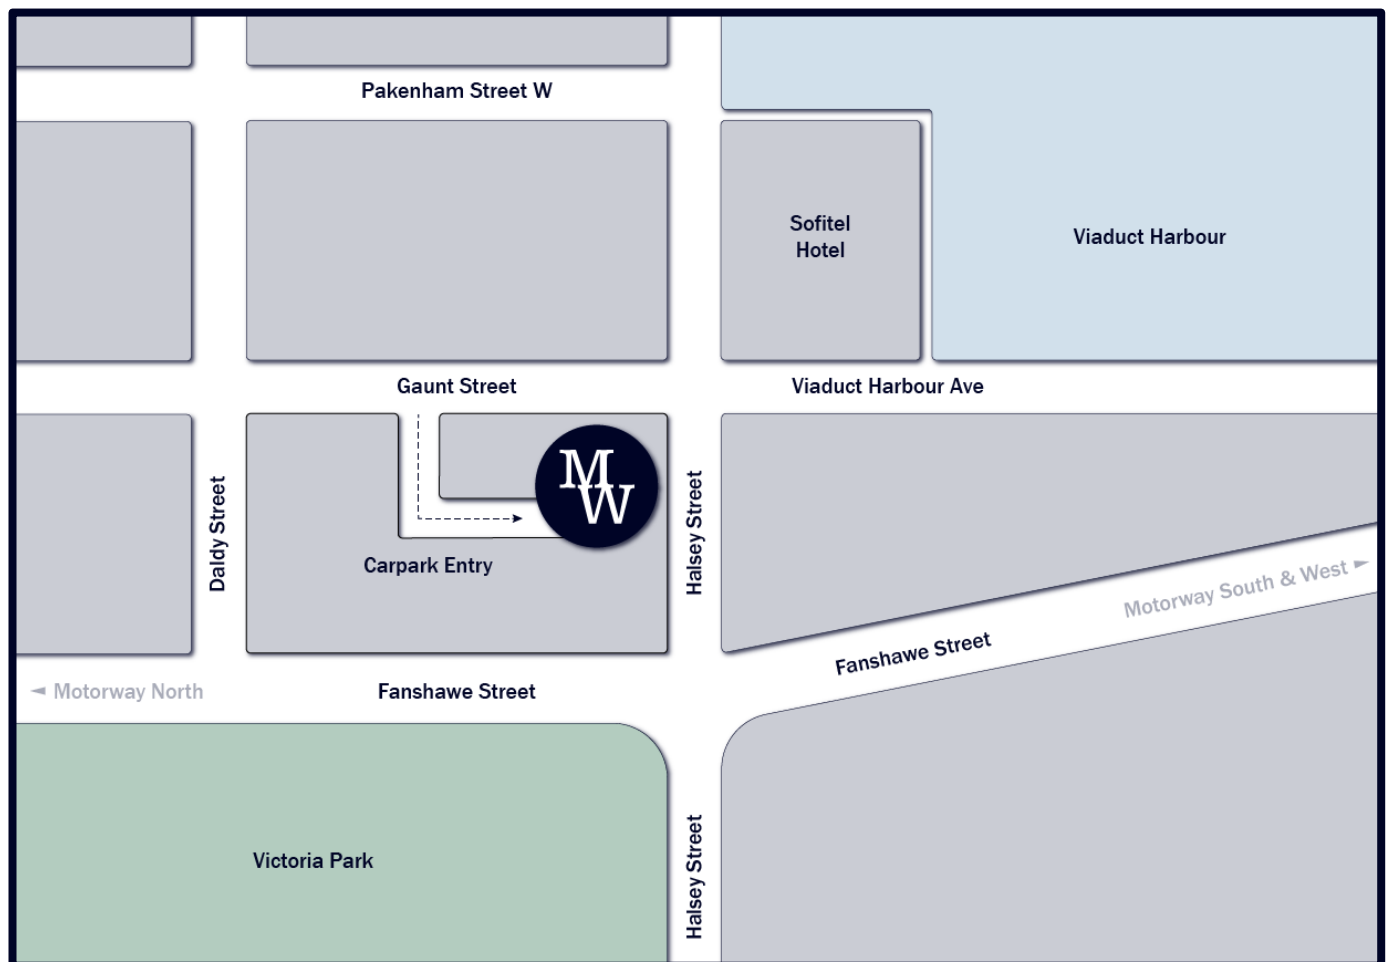 Pakenham Street W
Sofitel
Hotel
Viaduct Harbour
Gaunt Street
Viaduct Harbour Ave
M
W
Daldy Street
Halsey Street
Carpark Entry
Motorway South & West
Fanshawe Street
Motorway North
Fanshawe Street
Victoria Park
Halsey Street